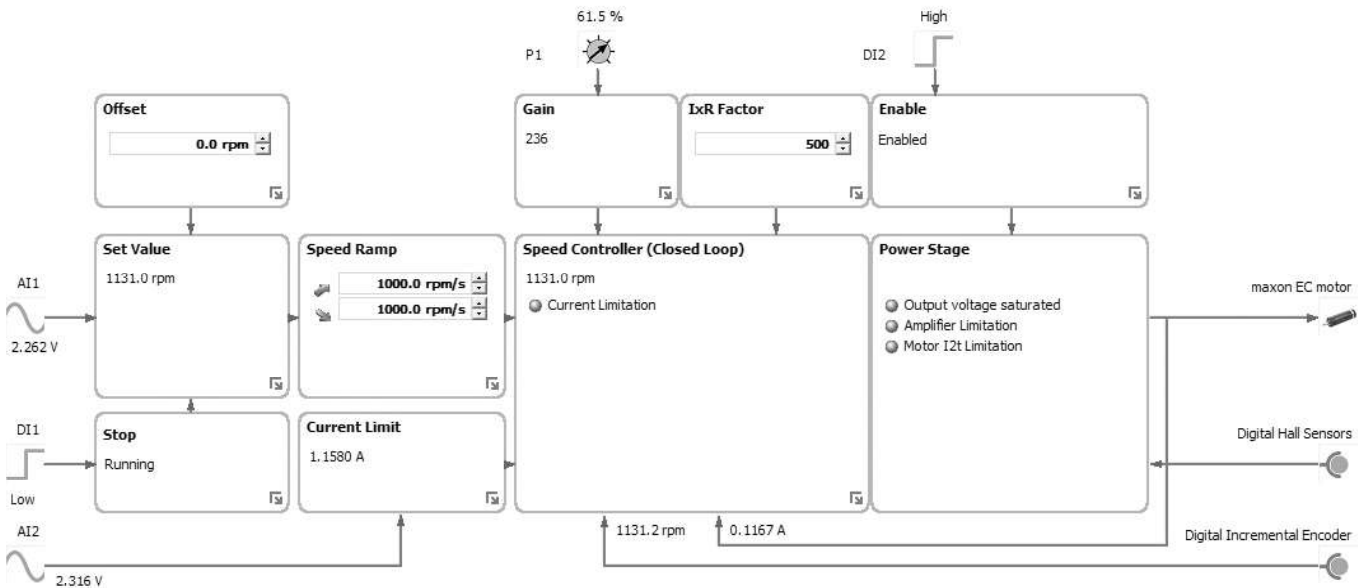 61.5 %
High
P1
DI2
Offset
0.0 rpm
Gain
236
IxR Factor
500
Enable
Enabled
AI1
2.262 V
Set Value
1131.0 rpm
Speed Ramp
1000.0 rpm/s
1000.0 rpm/s
Speed Controller (Closed Loop)
1131.0 rpm
Current Limitation
Power Stage
Output voltage saturated
Amplifier Limitation
Motor I2t Limitation
maxon EC motor
DI1
Low
Stop
Running
Current Limit
1.1580 A
Digital Hall Sensors
AI2
2.316 V
1131.2 rpm
0.1167 A
Digital Incremental Encoder